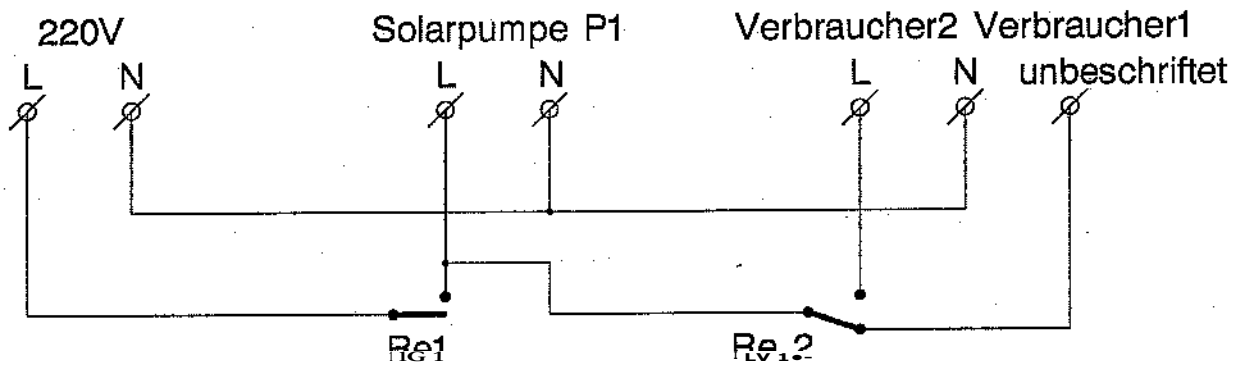 220V Solarpumpe P1 Verbraucher2 Verbraucher1
L N L N L N unbeschriftet
Re1 Re.2